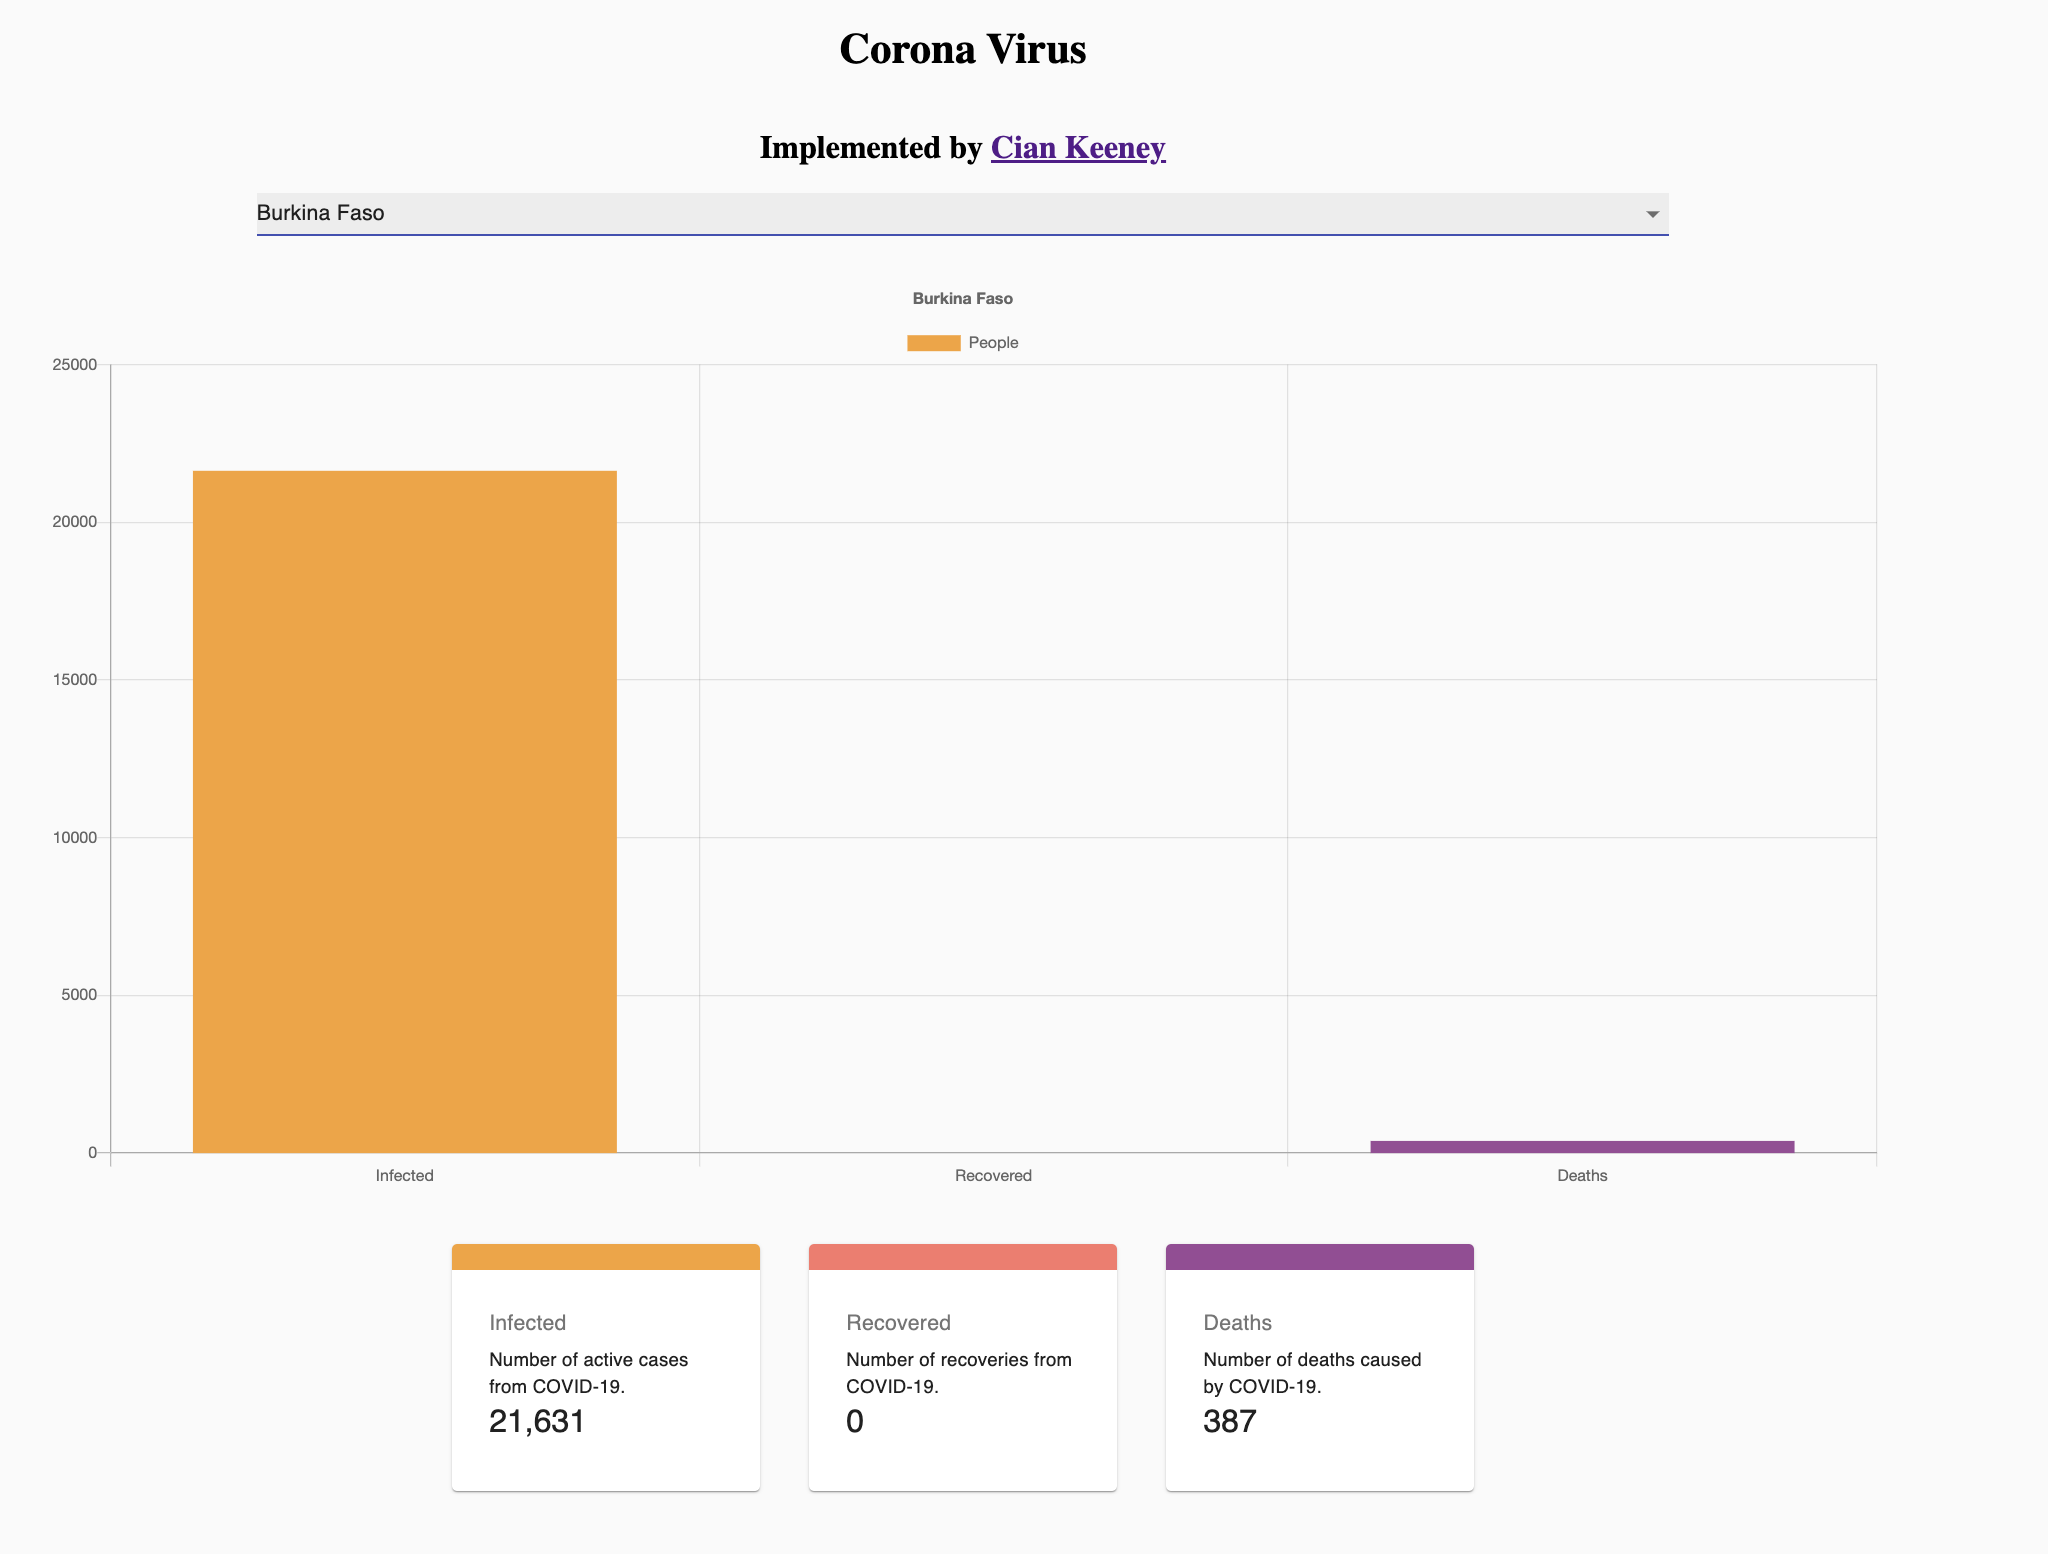 Corona Virus
Implemented by Cian Keeney
Burkina Faso
Burkina Faso
People
25000
20000
15000
10000
5000
0
Infected Recovered Deaths
Infected
Number of active cases
from COVID-19.
21,631
Recovered
Number of recoveries from
COVID-19.
0
Deaths
Number of deaths caused
by COVID-19.
387